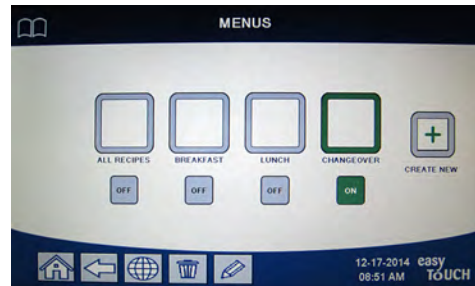 MENUS
ALL RECIPES BREAKFAST LUNCH CHANGEOVER
CREATE NEW
OFF OFF OFF ON
12-17-2014 easy
08:51 AM TOUCH